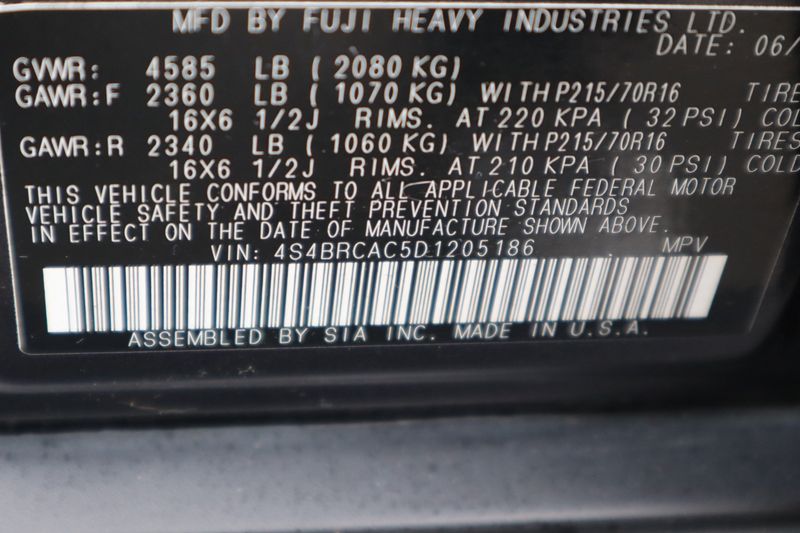 MFD BY FUJI HEAVY INDUSTRIES LTD.
DATE: 06/
GVWR: 4585 LB ( 2080 KG)
GAWR:F 2360 LB ( 1070 KG) WITH P215/70R16 TIRE
16X6 1/2J RIMS. AT 220 KPA ( 32 PSI) COL
GAWR:R 2340 LB ( 1060 KG) WITH P215/70R16 TIRES
16X6 1/2J RIMS. AT 210 KPA ( 30 PSI) COLD
THIS VEHICLE CONFORMS TO ALL APPLICABLE FEDERAL MOTOR
VEHICLE SAFETY AND THEFT PREVENTION STANDARDS
IN EFFECT ON THE DATE OF MANUFACTURE SHOWN ABOVE.
VIN: 4S4BRCAC5D1205186 MPV
ASSEMBLED BY SIA INC. MADE IN U.S.A.